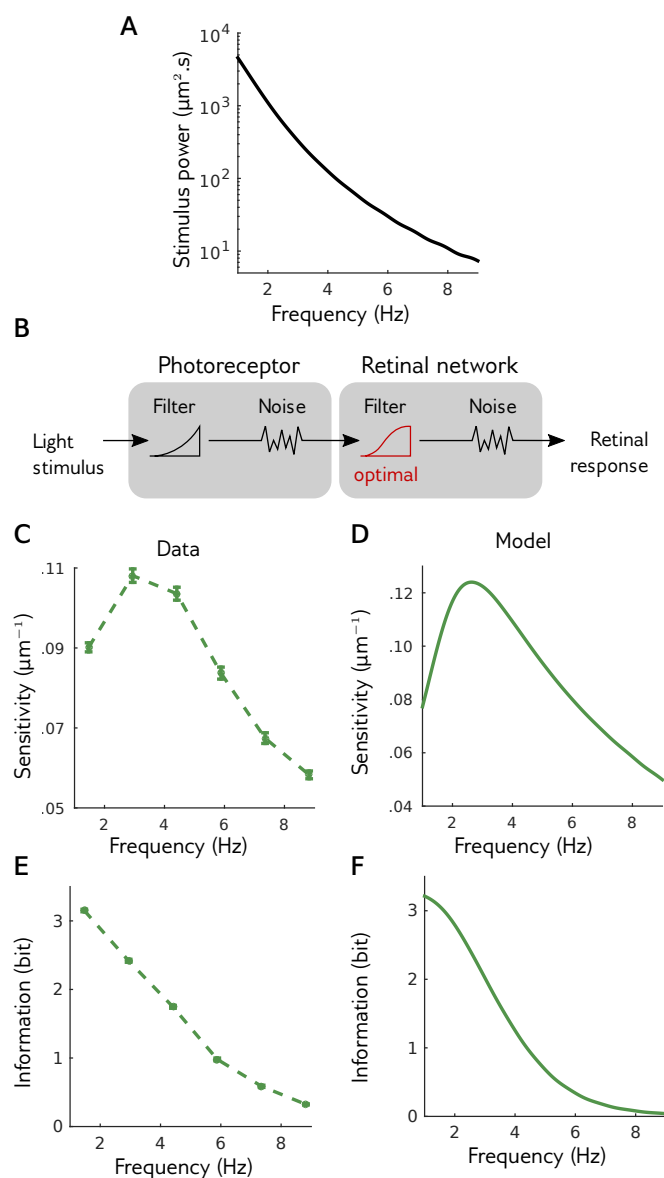 A
10⁴
10³
10²
10¹
Stimulus power (μm².s)
2 4 6 8
Frequency (Hz)
B
Photoreceptor Retinal network
Filter Noise Filter Noise
Light
stimulus
optimal
Retinal
response
C
Data
.11
.09
.07
.05
Sensitivity (μm⁻¹)
2 4 6 8
Frequency (Hz)
D
Model
.12
.10
.08
.06
.04
Sensitivity (μm⁻¹)
2 4 6 8
Frequency (Hz)
E
3
2
1
0
Information (bit)
2 4 6 8
Frequency (Hz)
F
3
2
1
0
Information (bit)
2 4 6 8
Frequency (Hz)